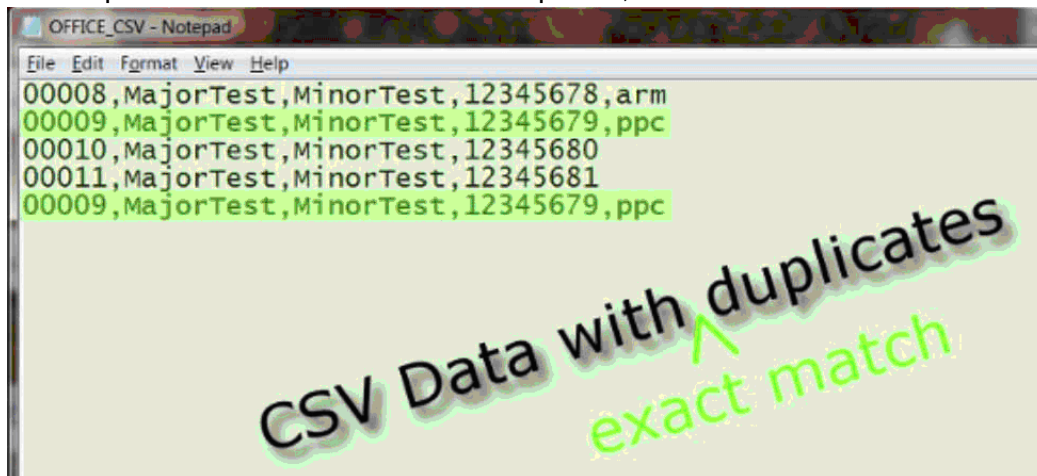 OFFICE_CSV - Notepad
File Edit Format View Help
00008,MajorTest,MinorTest,12345678,arm
00009,MajorTest,MinorTest,12345679,ppc
00010,MajorTest,MinorTest,12345680
00011,MajorTest,MinorTest,12345681
00009,MajorTest,MinorTest,12345679,ppc
CSV Data with ^ duplicates
exact match